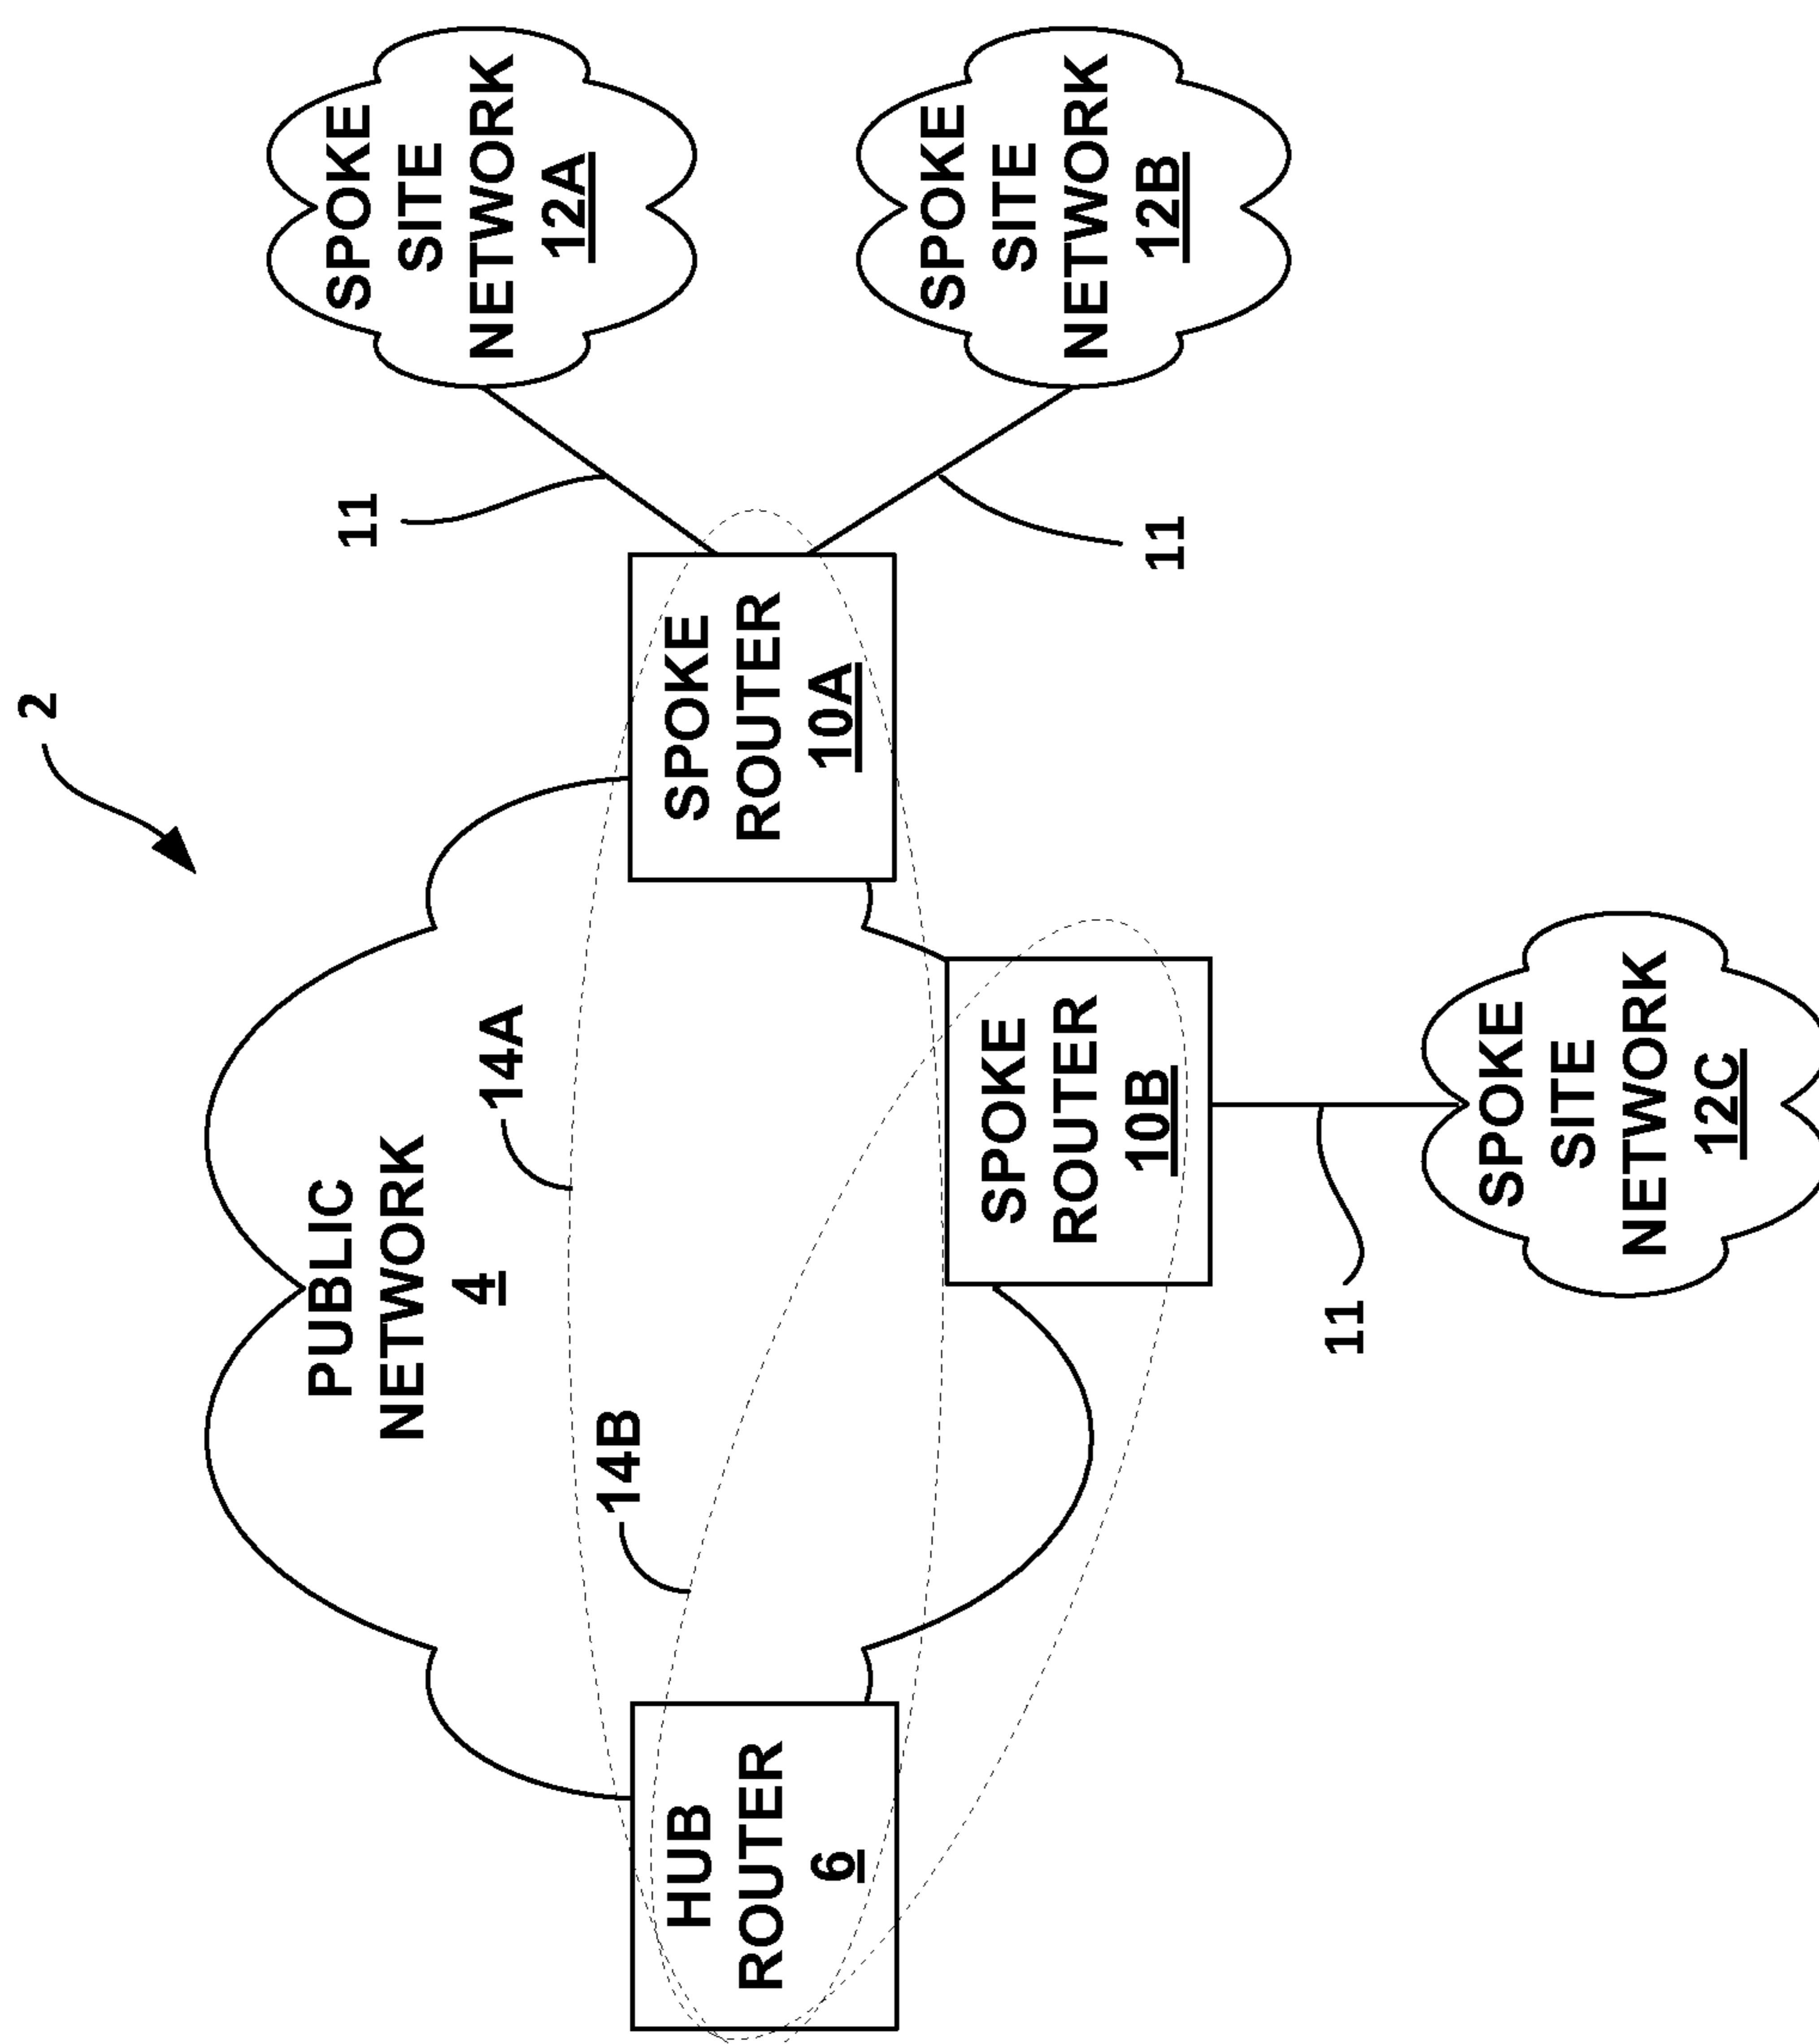 2
PUBLIC
NETWORK
4
14A
14B
HUB
ROUTER
6
SPOKE
ROUTER
10A
SPOKE
ROUTER
10B
11
11
11
SPOKE
SITE
NETWORK
12A
SPOKE
SITE
NETWORK
12B
SPOKE
SITE
NETWORK
12C